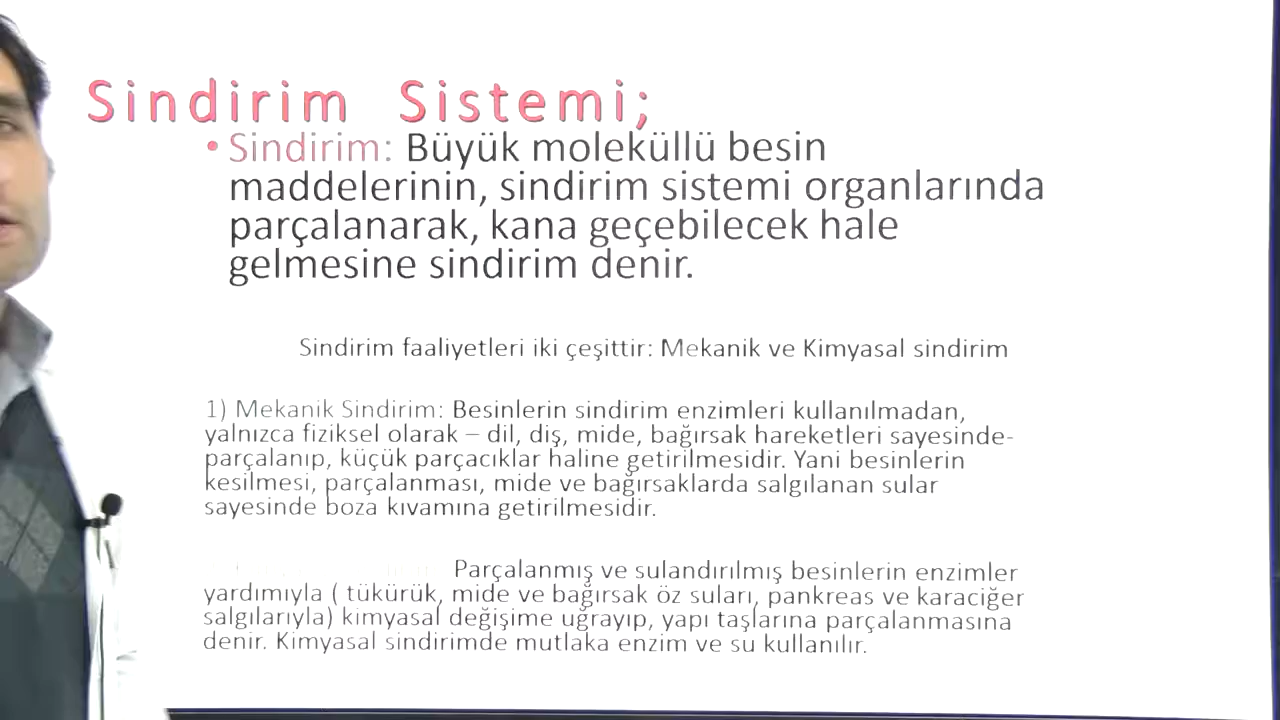 Sindirim Sistemi;
• Sindirim: Büyük moleküllü besin
maddelerinin, sindirim sistemi organlarında
parçalanarak, kana geçebilecek hale
gelmesine sindirim denir.
Sindirim faaliyetleri iki çeşittir: Mekanik ve Kimyasal sindirim
1) Mekanik Sindirim: Besinlerin sindirim enzimleri kullanılmadan,
yalnızca fiziksel olarak – dil, diş, mide, bağırsak hareketleri sayesinde-
parçalanıp, küçük parçacıklar haline getirilmesidir. Yani besinlerin
kesilmesi, parçalanması, mide ve bağırsaklarda salgılanan sular
sayesinde boza kıvamına getirilmesidir.
Parçalanmış ve sulandırılmış besinlerin enzimler
yardımıyla ( tükürük, mide ve bağırsak öz suları, pankreas ve karaciğer
salgılarıyla) kimyasal değişime uğrayıp, yapı taşlarına parçalanmasına
denir. Kimyasal sindirimde mutlaka enzim ve su kullanılır.